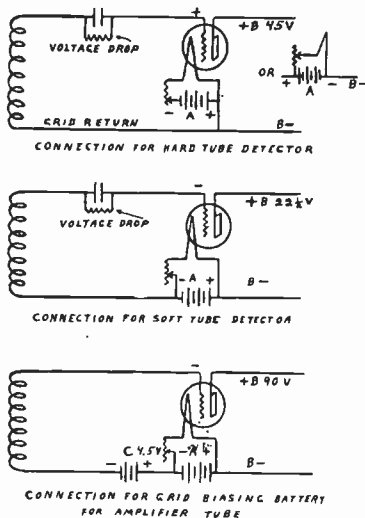 + +B 45V
VOLTAGE DROP
OR
- A +
+ A - B-
GRID RETURN B-
CONNECTION FOR HARD TUBE DETECTOR
- +B 22½V
VOLTAGE DROP
- A + B-
CONNECTION FOR SOFT TUBE DETECTOR
- +B 90V
C 4.5V - A +
- + B-
CONNECTION FOR GRID BIASING BATTERY
FOR AMPLIFIER TUBE